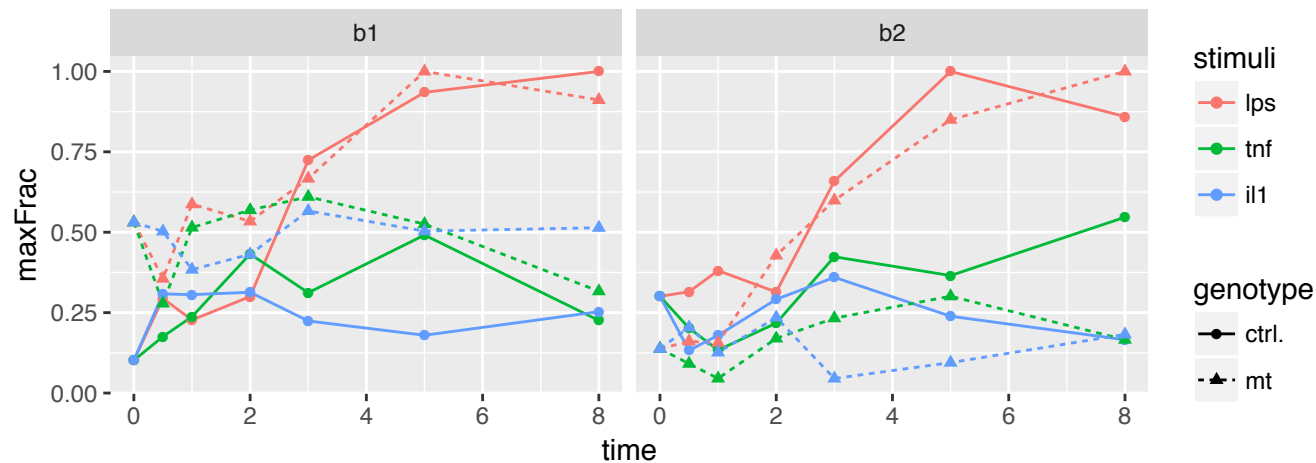 b1
b2
maxFrac
1.00
0.75
0.50
0.25
0.00
0 2 4 6 8
0 2 4 6 8
time
stimuli
lps
tnf
il1
genotype
ctrl.
mt